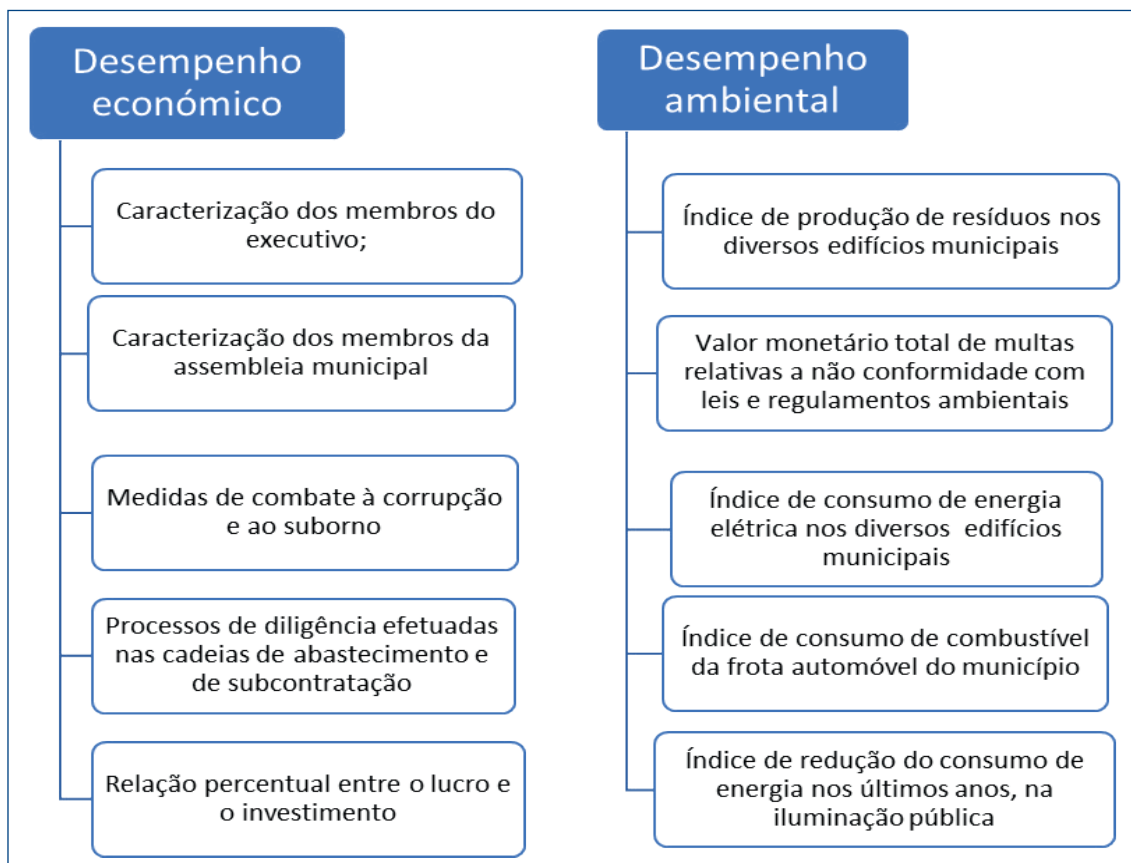 Desempenho
económico
Caracterização dos membros do
executivo;
Caracterização dos membros da
assembleia municipal
Medidas de combate à corrupção
e ao suborno
Processos de diligência efetuadas
nas cadeias de abastecimento e
de subcontratação
Relação percentual entre o lucro e
o investimento
Desempenho
ambiental
Índice de produção de resíduos nos
diversos edifícios municipais
Valor monetário total de multas
relativas a não conformidade com
leis e regulamentos ambientais
Índice de consumo de energia
elétrica nos diversos edifícios
municipais
Índice de consumo de combustível
da frota automóvel do município
Índice de redução do consumo de
energia nos últimos anos, na
iluminação pública